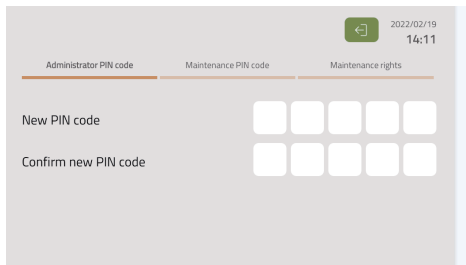 2022/02/19
14:11
Administrator PIN code
Maintenance PIN code
Maintenance rights
New PIN code
Confirm new PIN code